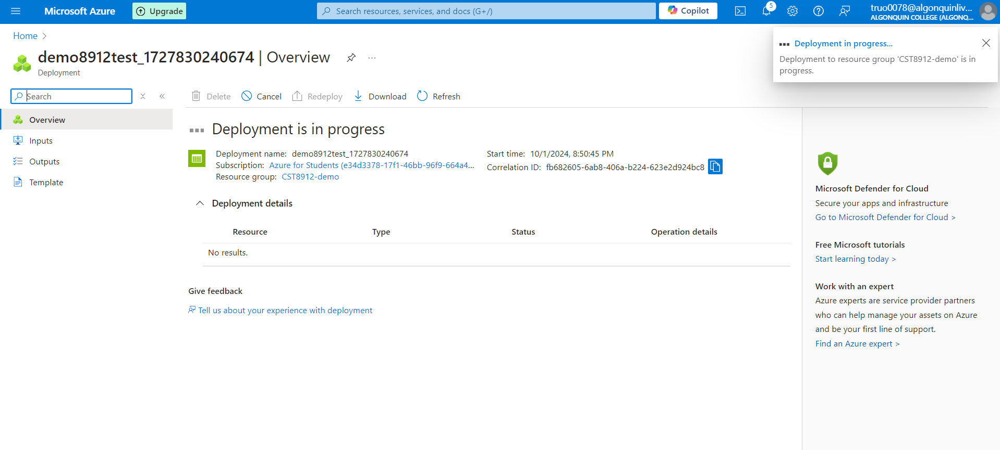 Microsoft Azure
Upgrade
Search resources, services, and docs (G+/)
Copilot
5
truo0078@algonquinliv...
ALGONQUIN COLLEGE (ALGONQ...
Home
Deployment in progress...
Deployment to resource group 'CST8912-demo' is in
progress.
demo8912test_1727830240674 | Overview
...
Deployment
Search
Delete
Cancel
Redeploy
Download
Refresh
Overview
Inputs
Outputs
Template
Deployment is in progress
Deployment name: demo8912test_1727830240674
Subscription: Azure for Students (e34d3378-17f1-46bb-96f9-664a4...
Resource group: CST8912-demo
Start time: 10/1/2024, 8:50:45 PM
Correlation ID: fb682605-6ab8-406a-b224-623e2d924bc8
Deployment details
Resource Type Status Operation details
No results.
Give feedback
Tell us about your experience with deployment
Microsoft Defender for Cloud
Secure your apps and infrastructure
Go to Microsoft Defender for Cloud >
Free Microsoft tutorials
Start learning today >
Work with an expert
Azure experts are service provider partners
who can help manage your assets on Azure
and be your first line of support.
Find an Azure expert >